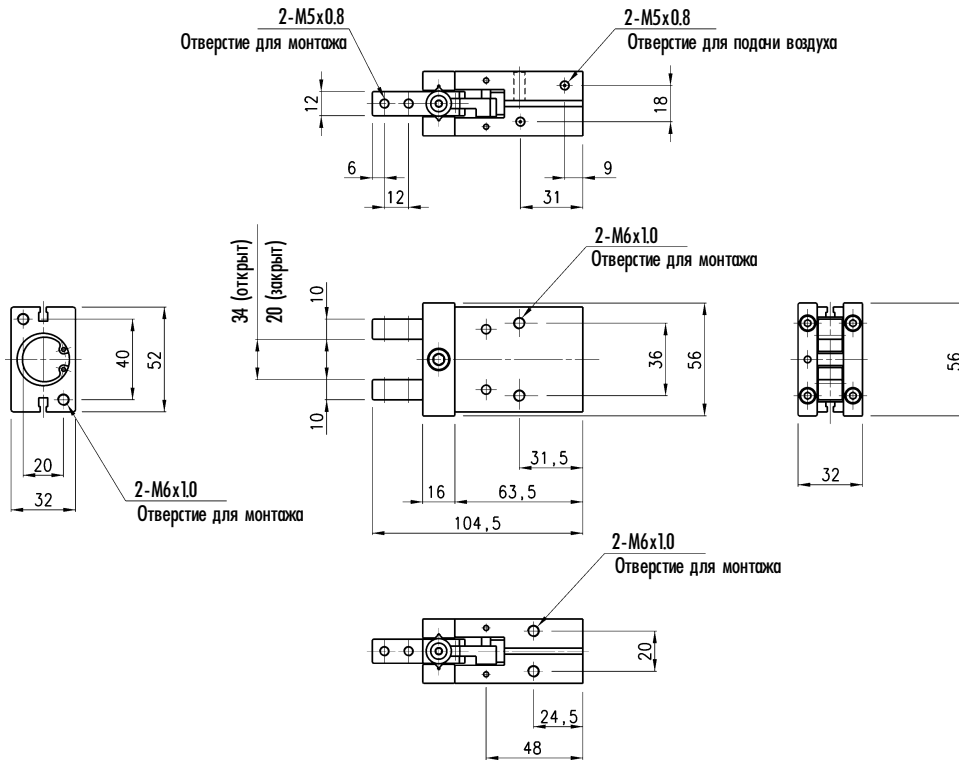 2-M5x0.8
Отверстие для монтажа
2-M5x0.8
Отверстие для подачи воздуха
12
18
6
12
9
31
34 (открыт)
20 (закрыт)
10
10
2-M6x1.0
Отверстие для монтажа
36
56
31,5
16
63,5
104,5
40
52
20
32
2-M6x1.0
Отверстие для монтажа
56
32
2-M6x1.0
Отверстие для монтажа
20
24,5
48